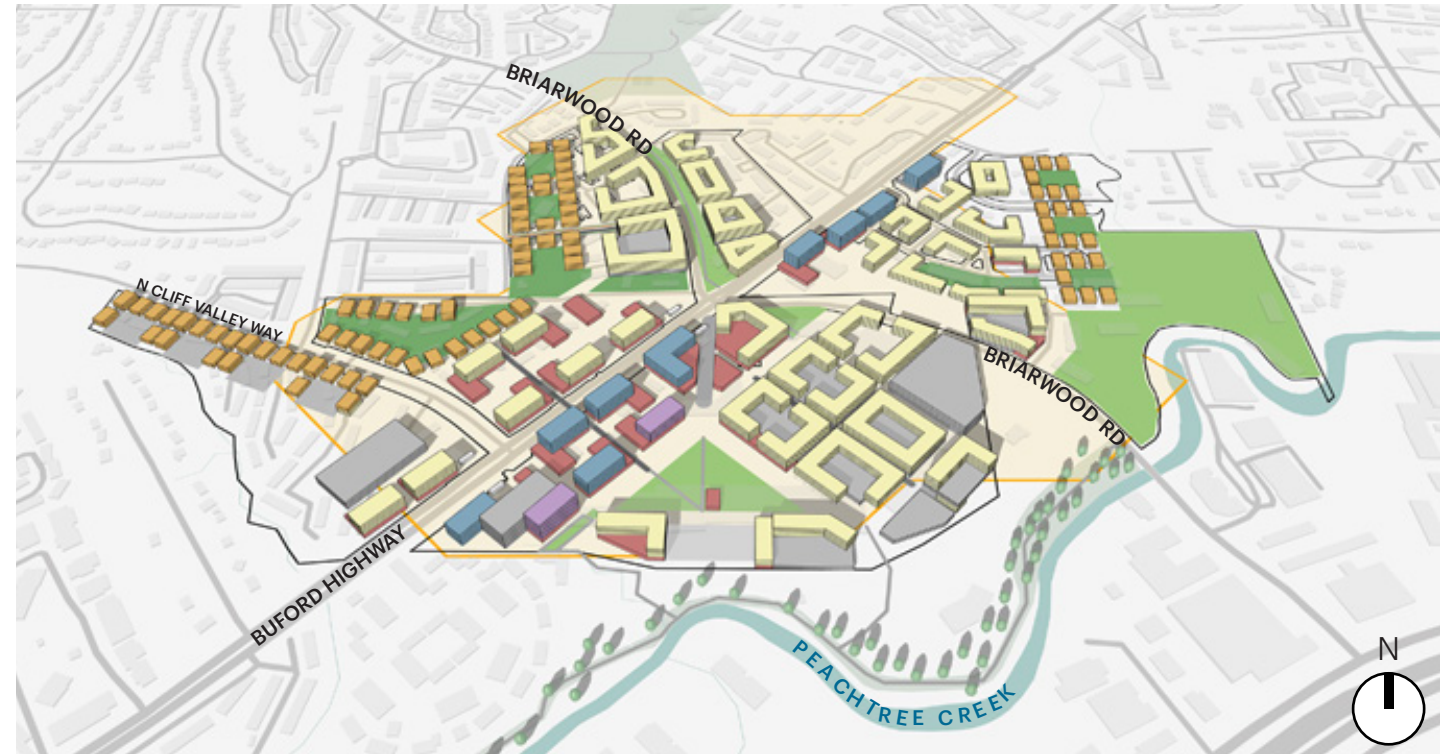 BRIARWOOD RD
N CLIFF VALLEY WAY
BRIARWOOD RD
BUFORD HIGHWAY
PEACHTREE CREEK
N